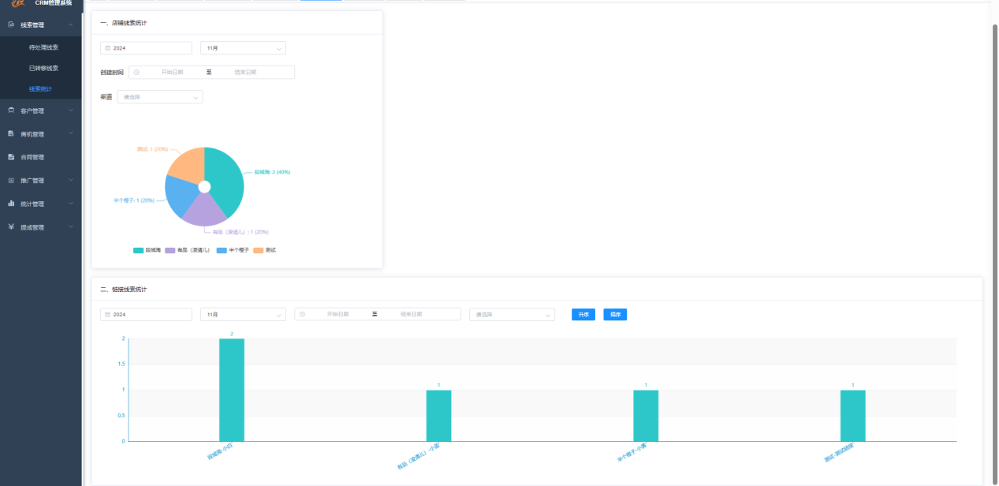 CRM管理系统
线索管理
待处理线索
已转移线索
线索统计
客户管理
商机管理
合同管理
推广管理
统计管理
提成管理
一、店铺线索统计
2024 11月
创建时间 开始日期 至 结束日期
渠道 请选择
测试: 1 (20%)
段域海: 2 (40%)
半个橙子: 1 (20%)
有品（凌清儿）: 1 (20%)
段域海 有品（凌清儿） 半个橙子 测试
二、链接线索统计
2024 11月 开始日期 至 结束日期 请选择 升序 降序
2
2
1.5
1
1
1
1
0.5
0
段域海-小白
有品（凌清儿）-小蓝
半个橙子-小黄
测试-测试链接